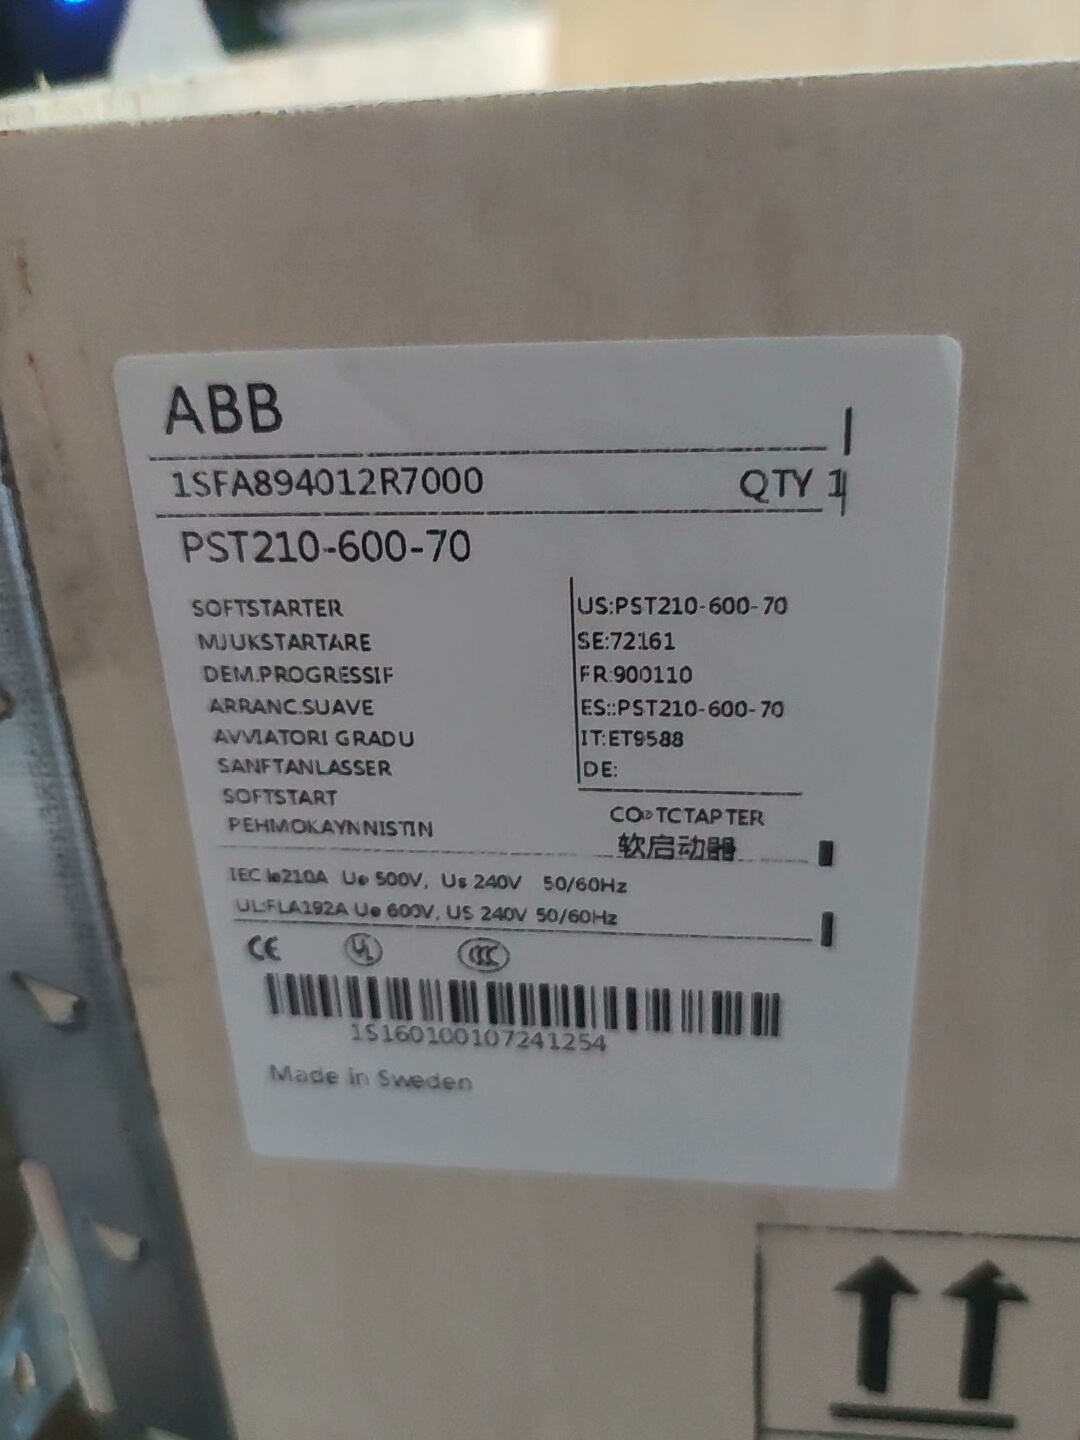 ABB
1SFA894012R7000 QTY 1
PST210-600-70
SOFTSTARTER
MJUKSTARTARE
DEM.PROGRESSIF
ARRANC.SUAVE
AVVIATORI GRADU
SANFTANLASSER
SOFTSTART
PEHMOKAYNNISTIN
US:PST210-600-70
SE:72161
FR:900110
ES::PST210-600-70
IT:ET9588
DE:
软启动器
IEC Ie210A Ue 500V, Us 240V 50/60Hz
UL:FLA192A Ue 600V, US 240V 50/60Hz
CE UL CCC
1S160100107241254
Made in Sweden